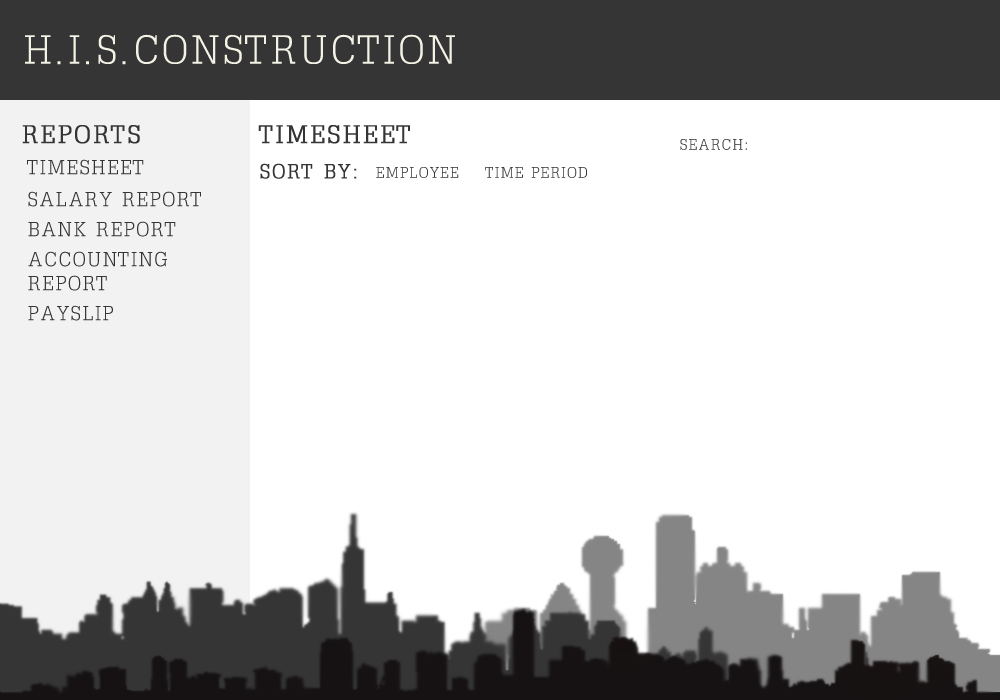 H.I.S.CONSTRUCTION
REPORTS
TIMESHEET
SALARY REPORT
BANK REPORT
ACCOUNTING
REPORT
PAYSLIP
TIMESHEET
SEARCH:
SORT BY: EMPLOYEE TIME PERIOD